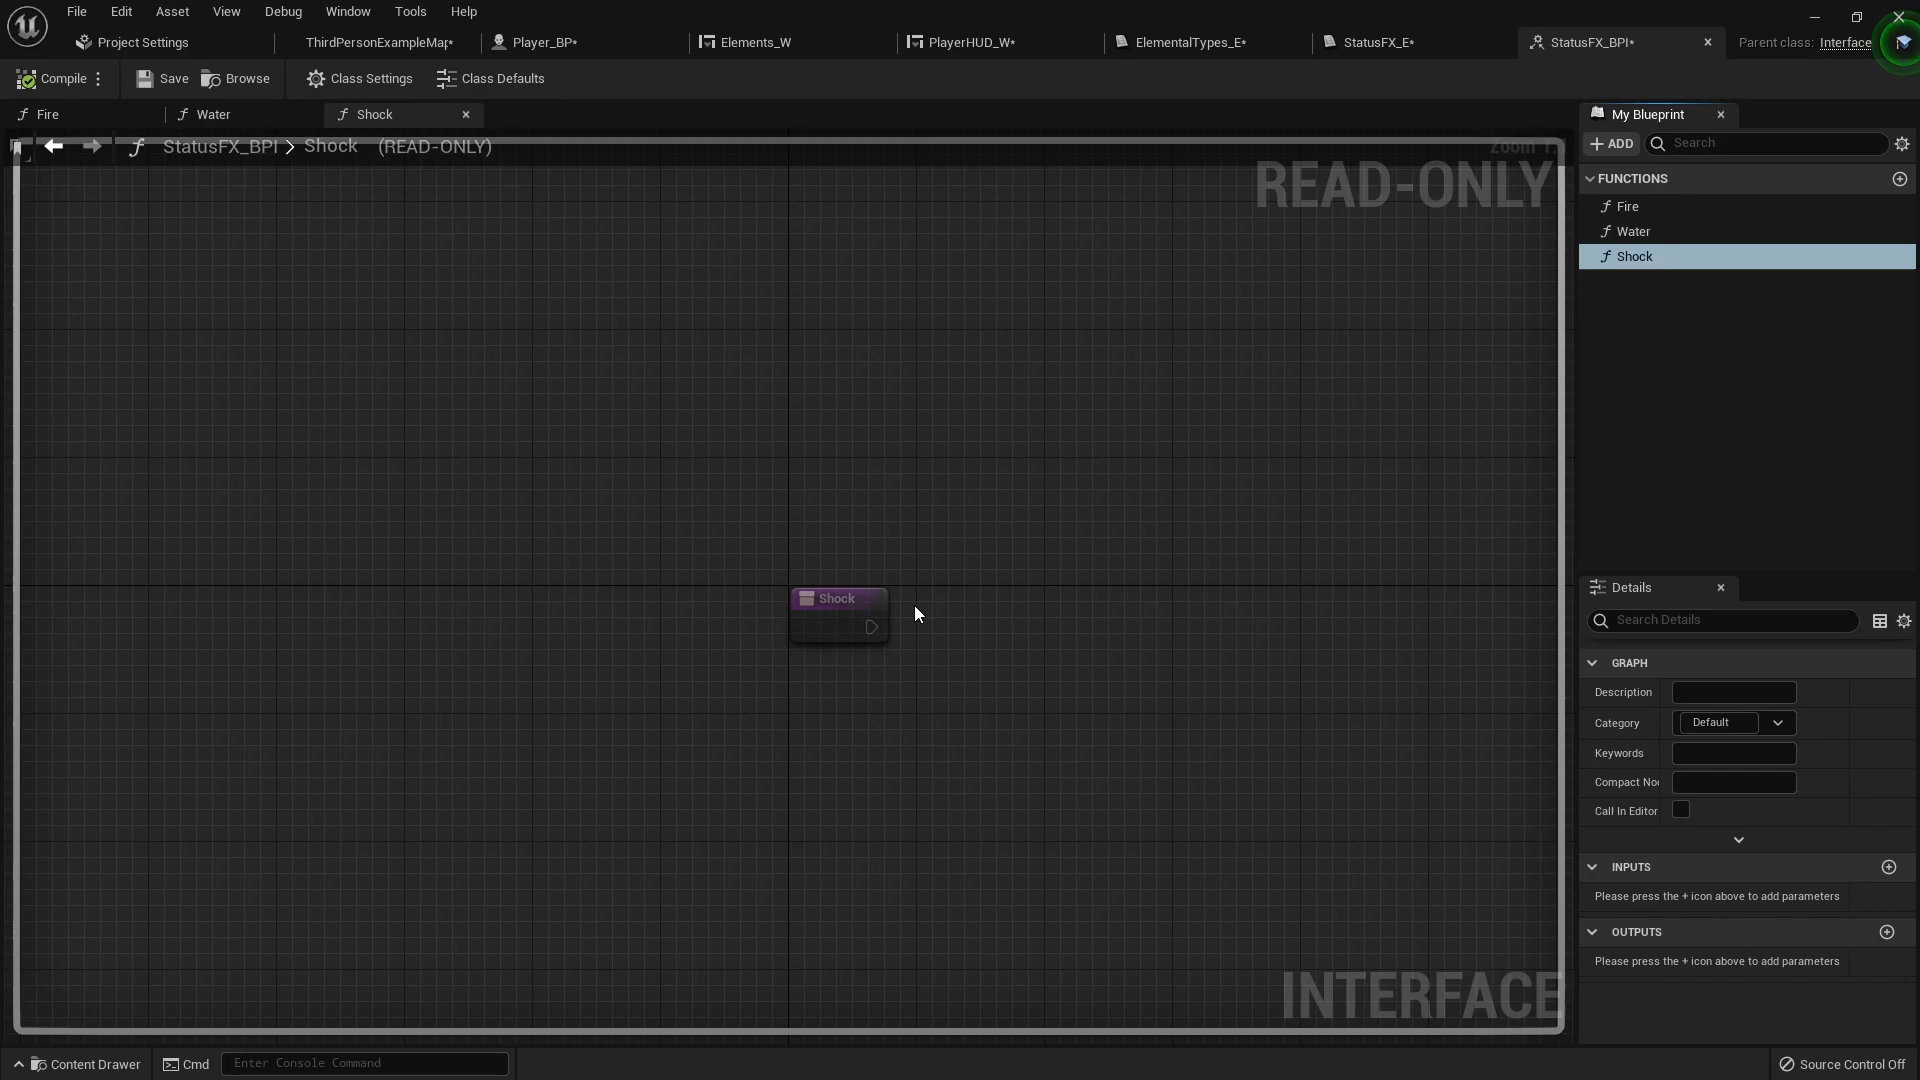 File Edit Asset View Debug Window Tools Help
Project Settings ThirdPersonExampleMap* Player_BP* Elements_W PlayerHUD_W* ElementalTypes_E* StatusFX_E* StatusFX_BPI* Parent class: Interface
Compile Save Browse Class Settings Class Defaults
Fire Water Shock
My Blueprint
StatusFX_BPI > Shock (READ-ONLY)
READ-ONLY
+ ADD Search
FUNCTIONS
Fire
Water
Shock
Shock
Details
Search Details
GRAPH
Description
Category Default
Keywords
Compact
Call In Editor
INPUTS
Please press the + icon above to add parameters
OUTPUTS
Please press the + icon above to add parameters
INTERFACE
Content Drawer Cmd Enter Console Command Source Control Off